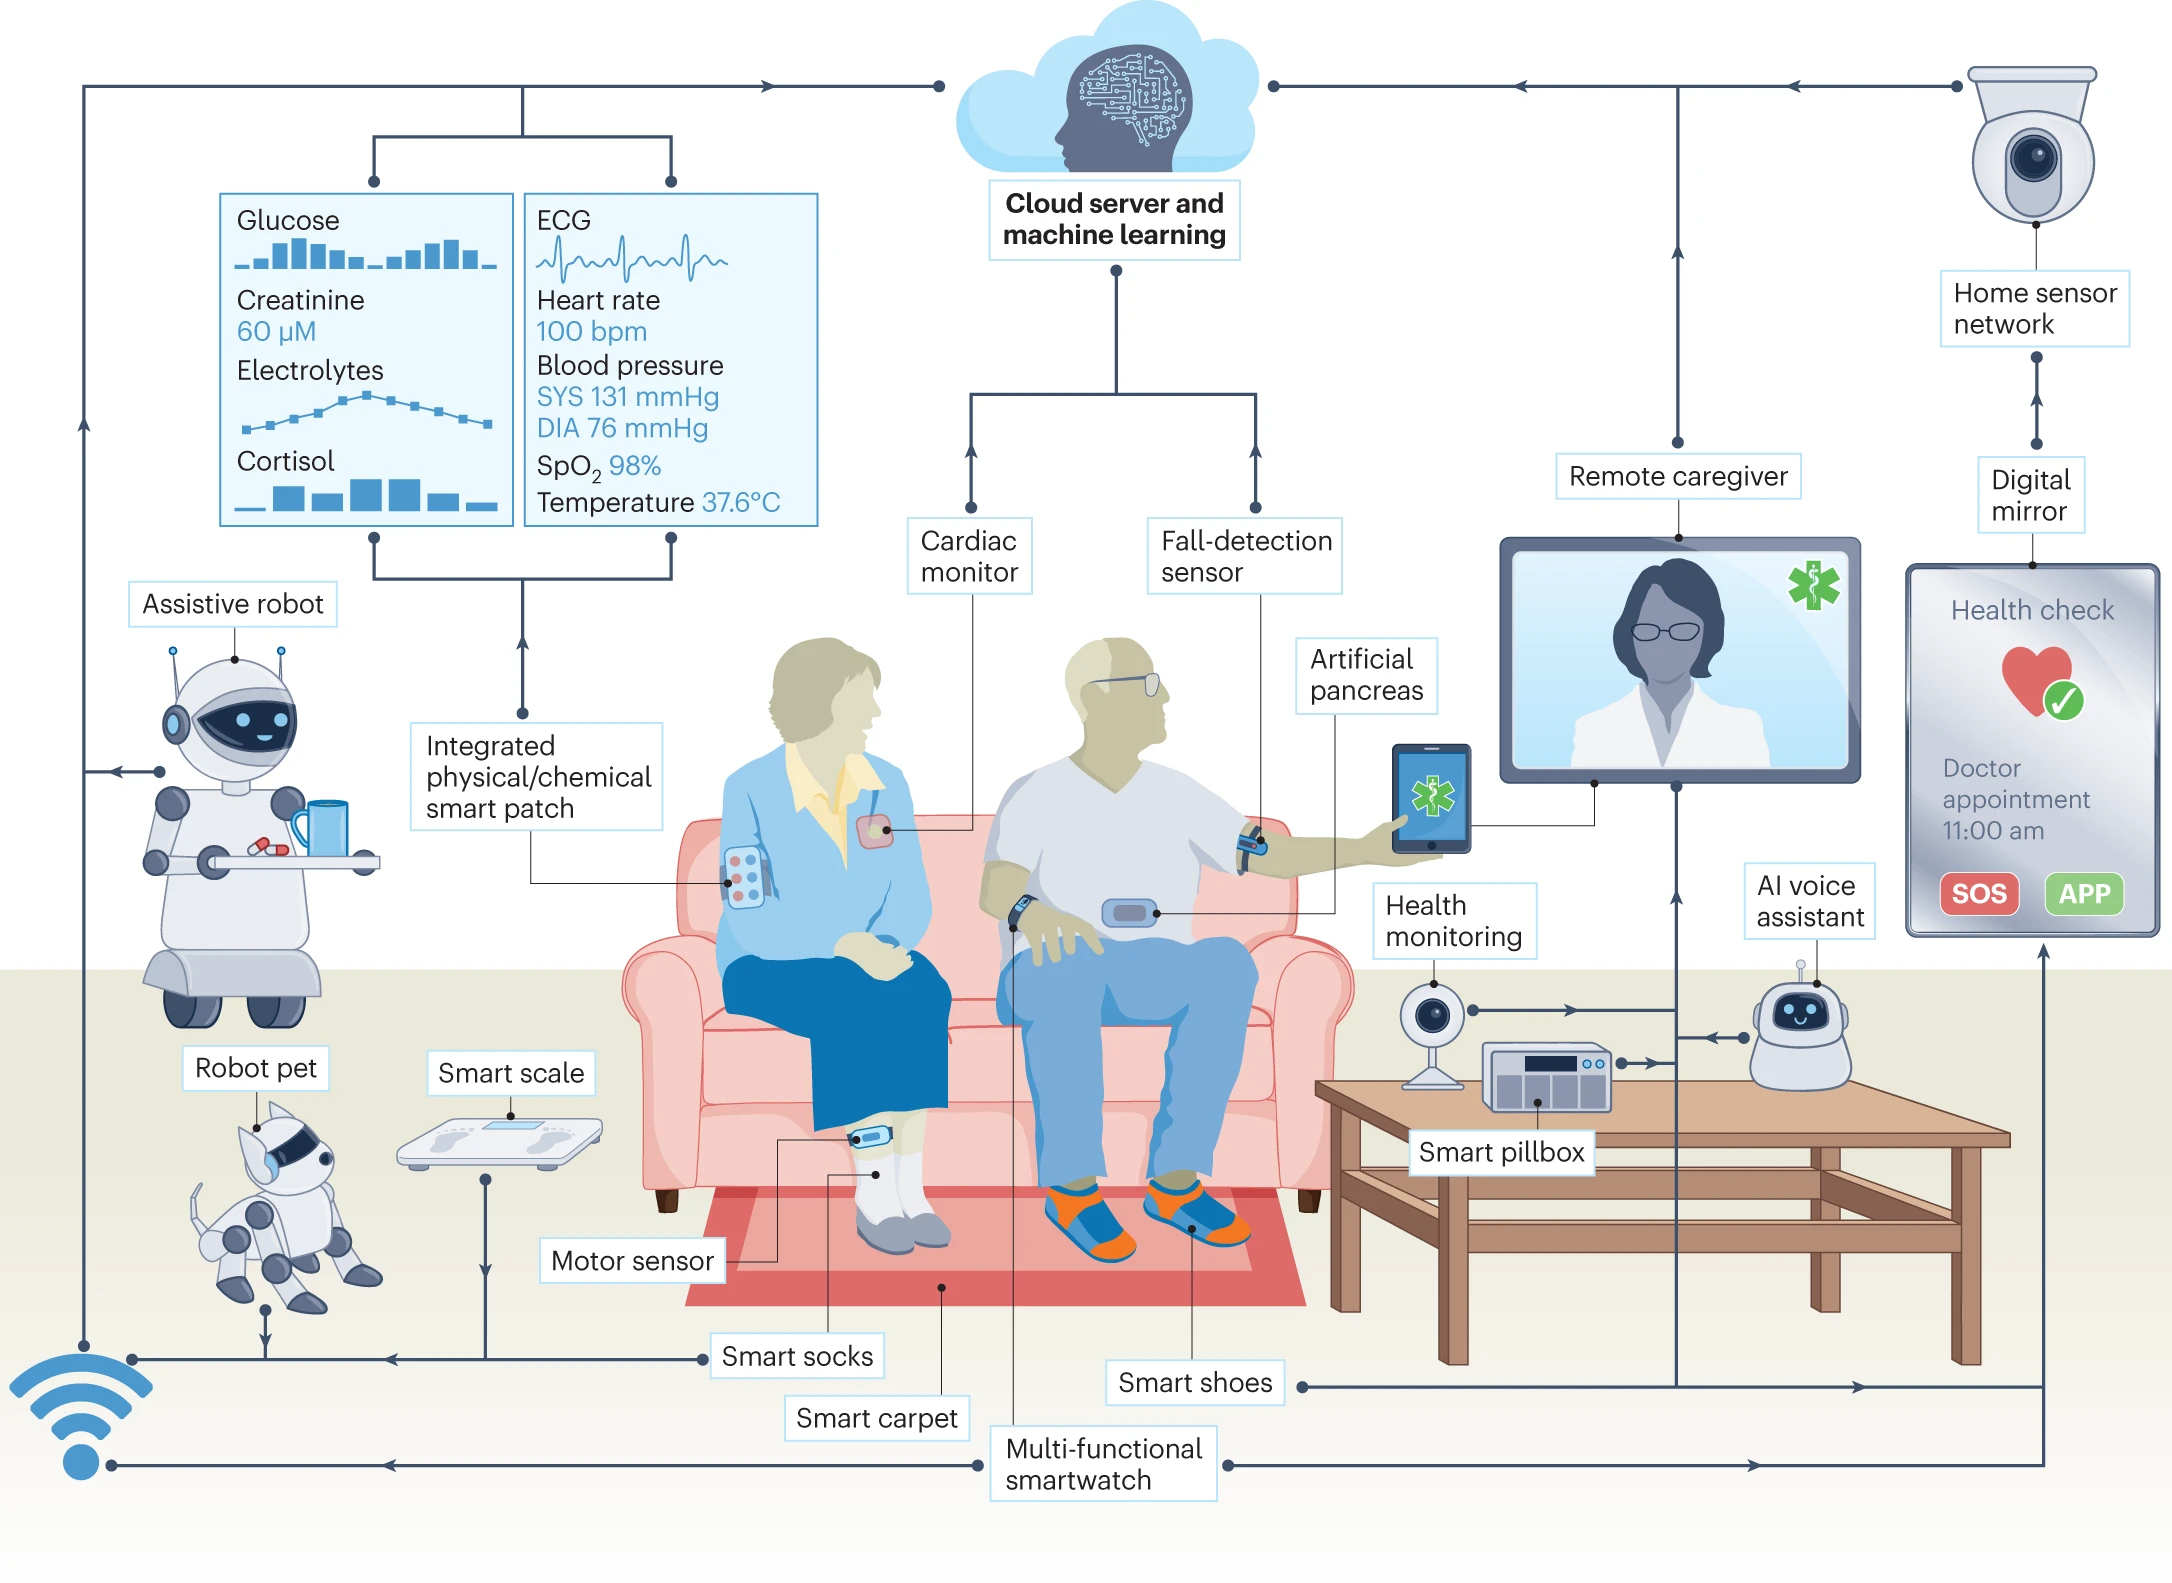 Cloud server and
machine learning
Glucose
Creatinine
60 µM
Electrolytes
Cortisol
ECG
Heart rate
100 bpm
Blood pressure
SYS 131 mmHg
DIA 76 mmHg
SpO2 98%
Temperature 37.6°C
Home sensor
network
Remote caregiver
Digital
mirror
Cardiac
monitor
Fall-detection
sensor
Assistive robot
Health check
Artificial
pancreas
Integrated
physical/chemical
smart patch
Doctor
appointment
11:00 am
SOS
APP
Health
monitoring
AI voice
assistant
Robot pet
Smart scale
Smart pillbox
Motor sensor
Smart socks
Smart shoes
Smart carpet
Multi-functional
smartwatch